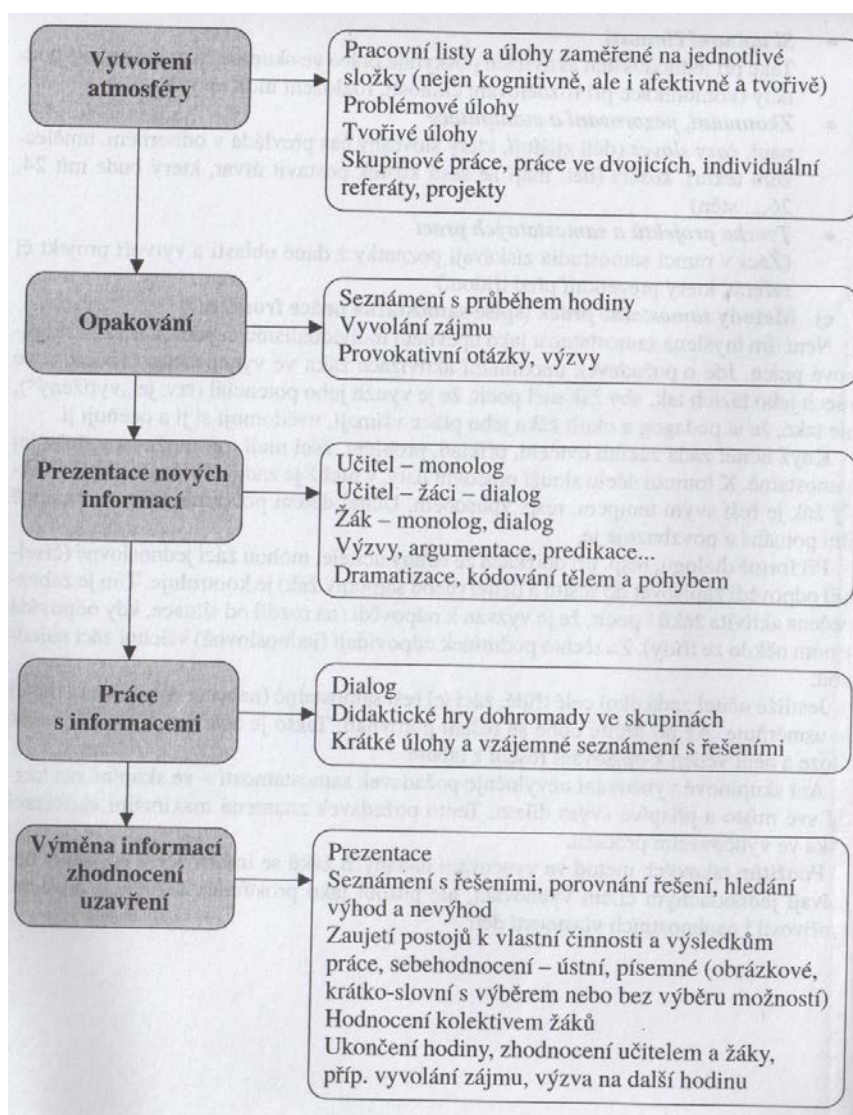 Vytvoření
atmosféry
Pracovní listy a úlohy zaměřené na jednotlivé
složky (nejen kognitivně, ale i afektivně a tvořivě)
Problémové úlohy
Tvořivé úlohy
Skupinové práce, práce ve dvojicích, individuální
referáty, projekty
Opakování
Seznámení s průběhem hodiny
Vyvolání zájmu
Provokativní otázky, výzvy
Prezentace nových
informací
Učitel – monolog
Učitel – žáci – dialog
Žák – monolog, dialog
Výzvy, argumentace, predikace...
Dramatizace, kódování tělem a pohybem
Práce
s informacemi
Dialog
Didaktické hry dohromady ve skupinách
Krátké úlohy a vzájemné seznámení s řešeními
Výměna informací
zhodnocení
uzavření
Prezentace
Seznámení s řešeními, porovnání řešení, hledání
výhod a nevýhod
Zaujetí postojů k vlastní činnosti a výsledkům
práce, sebehodnocení – ústní, písemné (obrázkové,
krátko-slovní s výběrem nebo bez výběru možností)
Hodnocení kolektivem žáků
Ukončení hodiny, zhodnocení učitelem a žáky,
příp. vyvolání zájmu, výzva na další hodinu